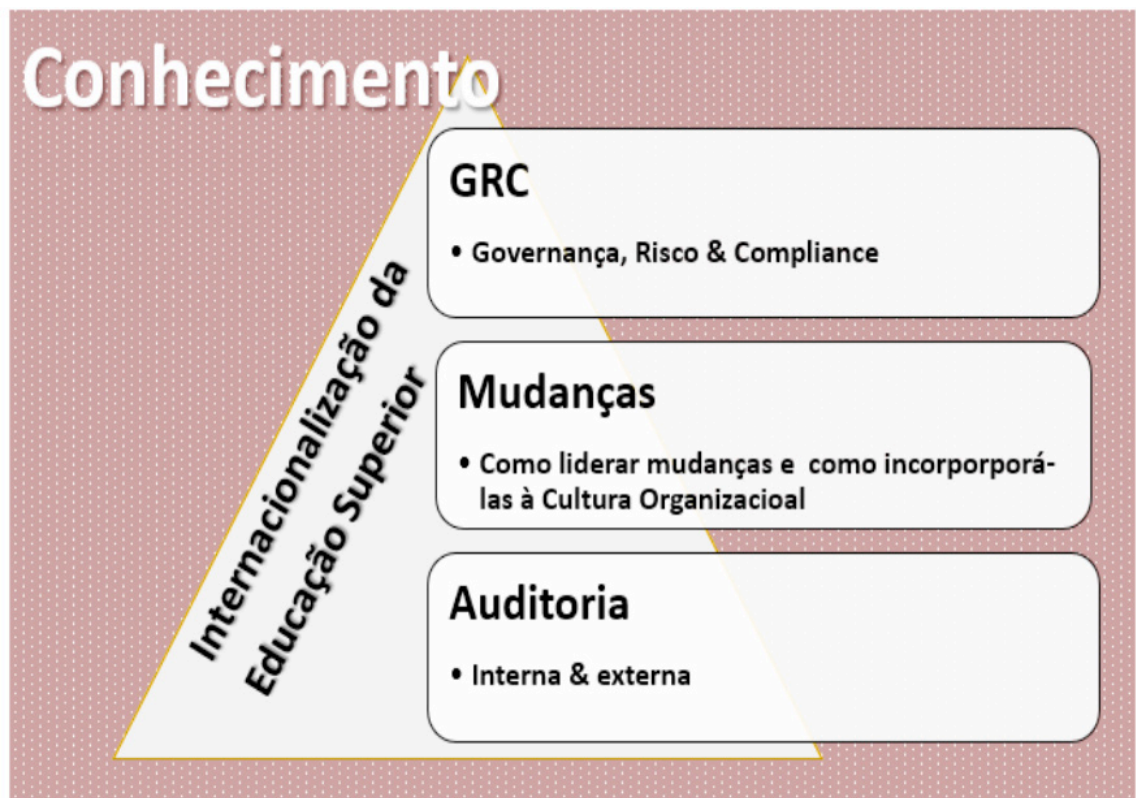 Conhecimento
Internacionalização da
Educação Superior
GRC
• Governança, Risco & Compliance
Mudanças
• Como liderar mudanças e como incorporporá-
las à Cultura Organizacioal
Auditoria
• Interna & externa